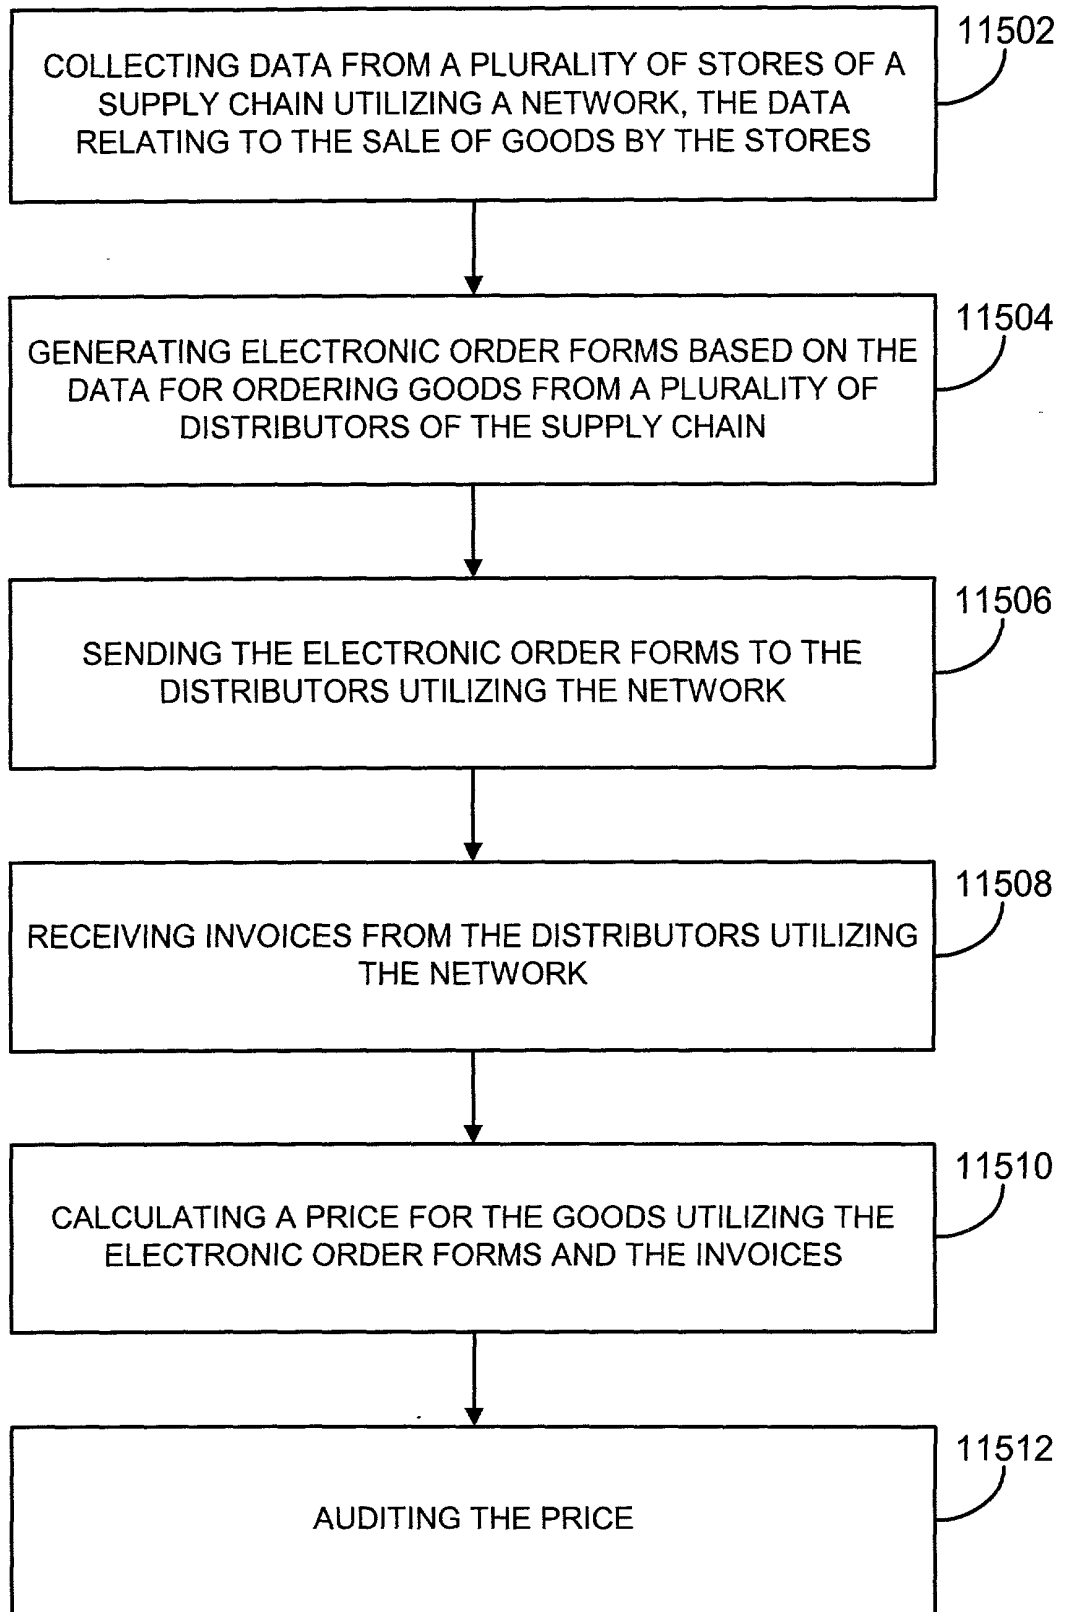 11502
COLLECTING DATA FROM A PLURALITY OF STORES OF A
SUPPLY CHAIN UTILIZING A NETWORK, THE DATA
RELATING TO THE SALE OF GOODS BY THE STORES
11504
GENERATING ELECTRONIC ORDER FORMS BASED ON THE
DATA FOR ORDERING GOODS FROM A PLURALITY OF
DISTRIBUTORS OF THE SUPPLY CHAIN
11506
SENDING THE ELECTRONIC ORDER FORMS TO THE
DISTRIBUTORS UTILIZING THE NETWORK
11508
RECEIVING INVOICES FROM THE DISTRIBUTORS UTILIZING
THE NETWORK
11510
CALCULATING A PRICE FOR THE GOODS UTILIZING THE
ELECTRONIC ORDER FORMS AND THE INVOICES
11512
AUDITING THE PRICE